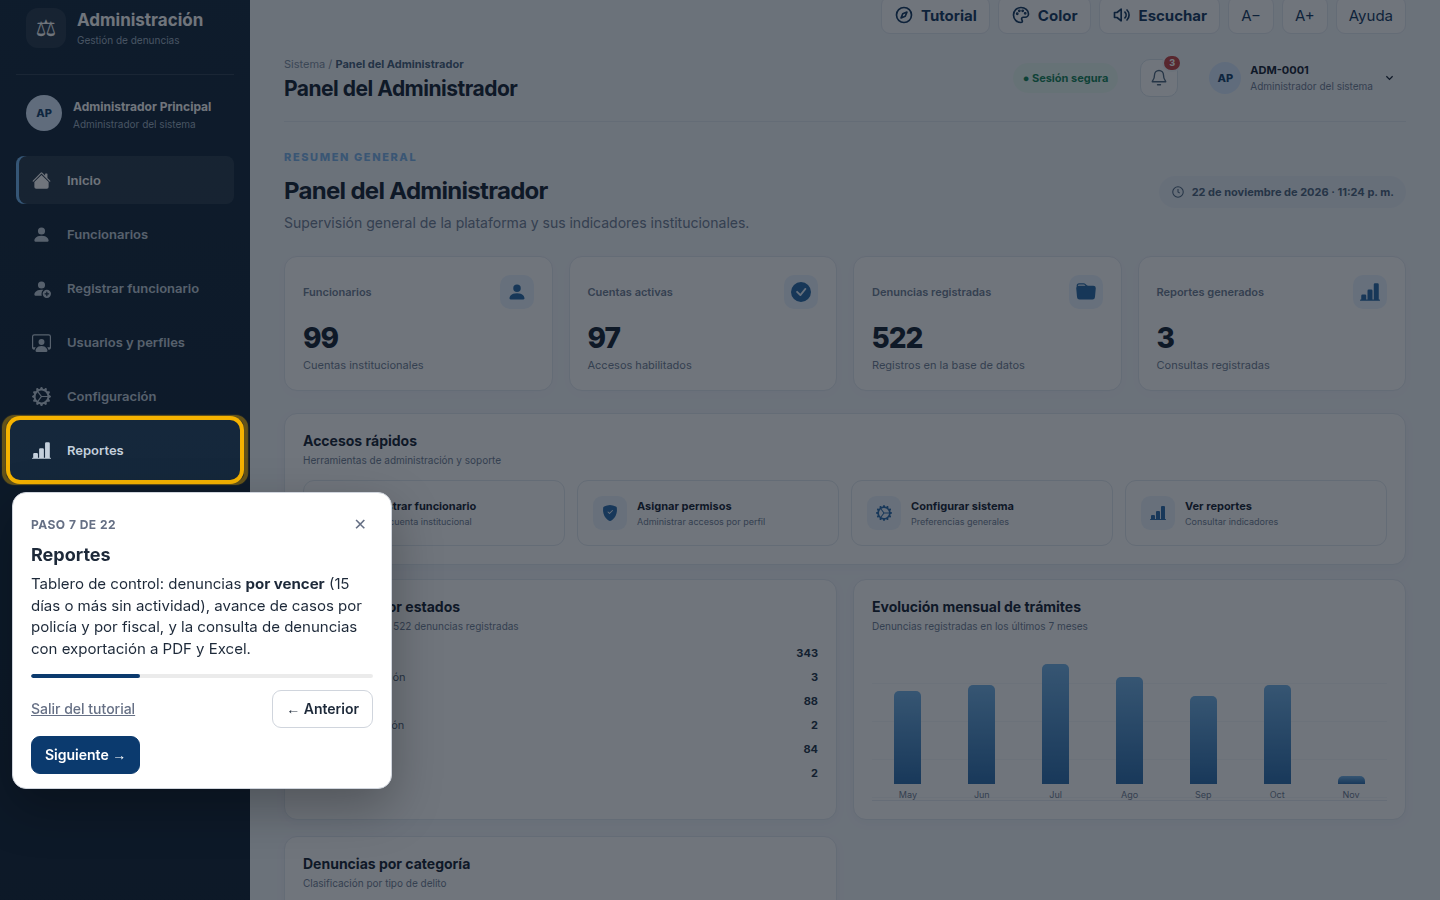 Administración
Gestión de denuncias
AP
Administrador Principal
Administrador del sistema
Inicio
Funcionarios
Registrar funcionario
Usuarios y perfiles
Configuración
Reportes
Tutorial
Color
Escuchar
A−
A+
Ayuda
Sistema / Panel del Administrador
Panel del Administrador
● Sesión segura
3
AP
ADM-0001
Administrador del sistema
RESUMEN GENERAL
Panel del Administrador
22 de noviembre de 2026 · 11:24 p. m.
Supervisión general de la plataforma y sus indicadores institucionales.
Funcionarios
99
Cuentas institucionales
Cuentas activas
97
Accesos habilitados
Denuncias registradas
522
Registros en la base de datos
Reportes generados
3
Consultas registradas
Accesos rápidos
Herramientas de administración y soporte
trar funcionario
cuenta institucional
Asignar permisos
Administrar accesos por perfil
Configurar sistema
Preferencias generales
Ver reportes
Consultar indicadores
PASO 7 DE 22
×
Reportes
Tablero de control: denuncias por vencer (15
días o más sin actividad), avance de casos por
policía y por fiscal, y la consulta de denuncias
con exportación a PDF y Excel.
Salir del tutorial
← Anterior
Siguiente →
or estados
522 denuncias registradas
343
ón
3
88
ón
2
84
2
Evolución mensual de trámites
Denuncias registradas en los últimos 7 meses
May
Jun
Jul
Ago
Sep
Oct
Nov
Denuncias por categoría
Clasificación por tipo de delito